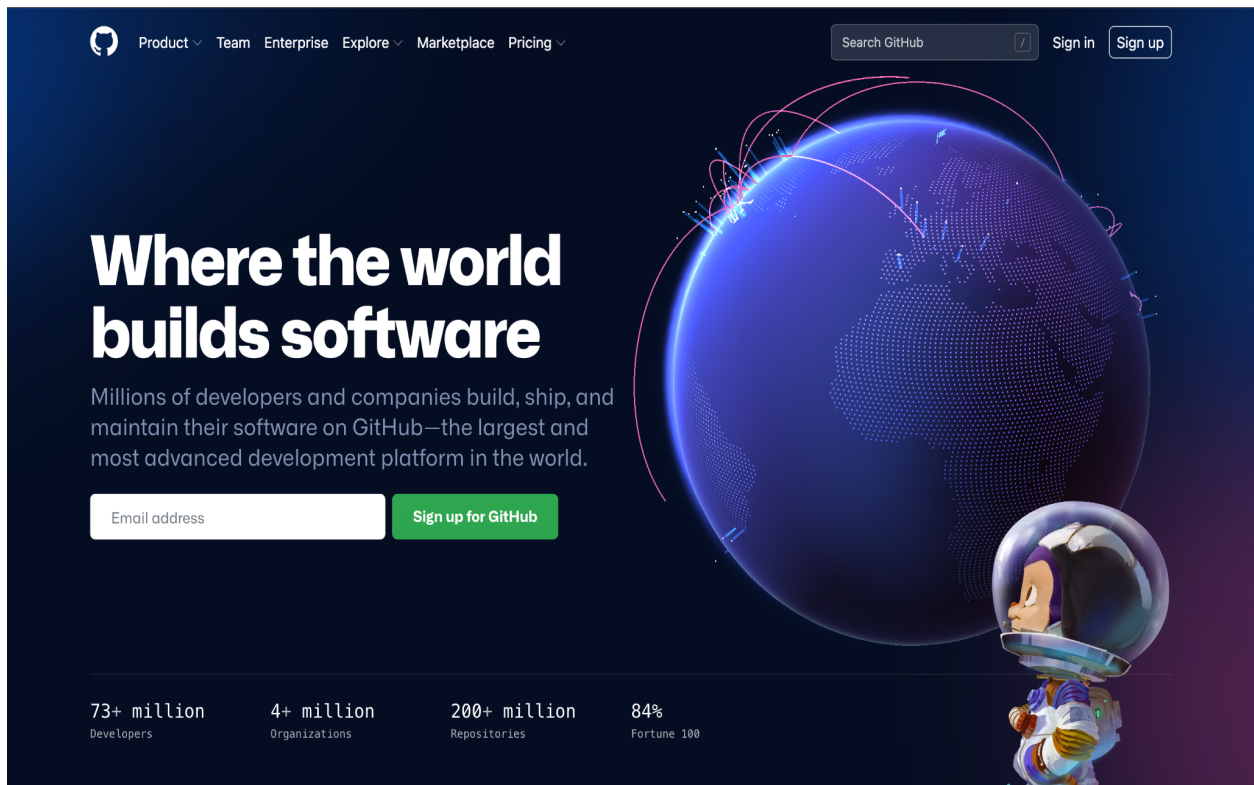 Product Team Enterprise Explore Marketplace Pricing Search GitHub / Sign in Sign up
Where the world
builds software
Millions of developers and companies build, ship, and
maintain their software on GitHub—the largest and
most advanced development platform in the world.
Email address Sign up for GitHub
73+ million 4+ million 200+ million 84%
Developers Organizations Repositories Fortune 100